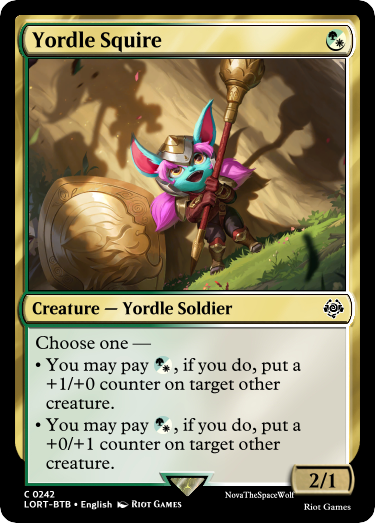 Yordle Squire
Creature — Yordle Soldier
Choose one —
• You may pay , if you do, put a
+1/+0 counter on target other
creature.
• You may pay , if you do, put a
+0/+1 counter on target other
creature.
2/1
C 0242
LORT-BTB • English RIOT GAMES
NovaTheSpaceWolf
Riot Games